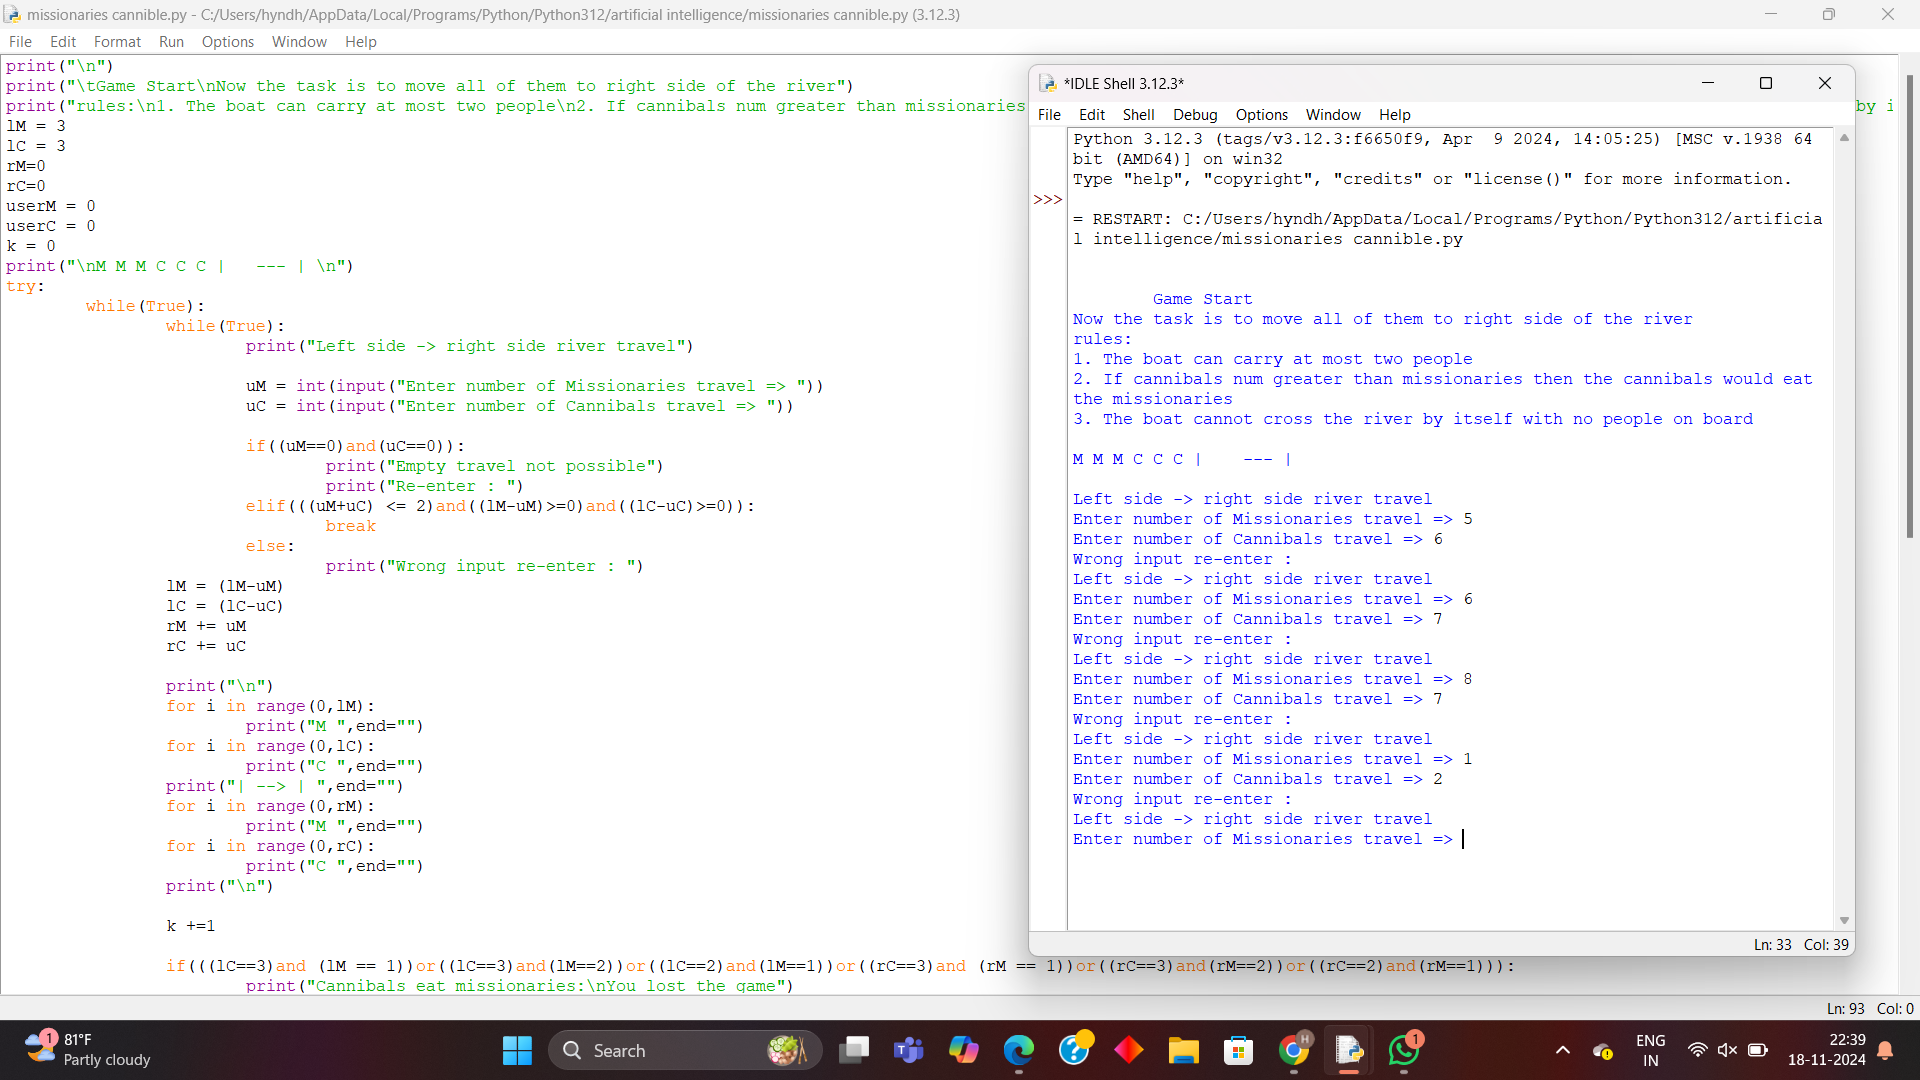 missionaries cannible.py - C:/Users/hyndh/AppData/Local/Programs/Python/Python312/artificial intelligence/missionaries cannible.py (3.12.3)
File Edit Format Run Options Window Help
print("\n")
print("\tGame Start\nNow the task is to move all of them to right side of the river")
print("rules:\n1. The boat can carry at most two people\n2. If cannibals num greater than missionaries
by i
lM = 3
lC = 3
rM=0
rC=0
userM = 0
userC = 0
k = 0
print("\nM M M C C C |   --- | \n")
try:
        while(True):
                while(True):
                        print("Left side -> right side river travel")
                        uM = int(input("Enter number of Missionaries travel => "))
                        uC = int(input("Enter number of Cannibals travel => "))
                        if((uM==0)and(uC==0)):
                                print("Empty travel not possible")
                                print("Re-enter : ")
                        elif(((uM+uC) <= 2)and((lM-uM)>=0)and((lC-uC)>=0)):
                                break
                        else:
                                print("Wrong input re-enter : ")
                lM = (lM-uM)
                lC = (lC-uC)
                rM += uM
                rC += uC
                print("\n")
                for i in range(0,lM):
                        print("M ",end="")
                for i in range(0,lC):
                        print("C ",end="")
                print("| --> | ",end="")
                for i in range(0,rM):
                        print("M ",end="")
                for i in range(0,rC):
                        print("C ",end="")
                print("\n")
                k +=1
                if(((lC==3)and (lM == 1))or((lC==3)and(lM==2))or((lC==2)and(lM==1))or((rC==3)and (rM == 1))or((rC==3)and(rM==2))or((rC==2)and(rM==1))):
                        print("Cannibals eat missionaries:\nYou lost the game")
Ln: 93 Col: 0
*IDLE Shell 3.12.3*
File Edit Shell Debug Options Window Help
Python 3.12.3 (tags/v3.12.3:f6650f9, Apr  9 2024, 14:05:25) [MSC v.1938 64
bit (AMD64)] on win32
Type "help", "copyright", "credits" or "license()" for more information.
>>>
= RESTART: C:/Users/hyndh/AppData/Local/Programs/Python/Python312/artificia
l intelligence/missionaries cannible.py
        Game Start
Now the task is to move all of them to right side of the river
rules:
1. The boat can carry at most two people
2. If cannibals num greater than missionaries then the cannibals would eat
the missionaries
3. The boat cannot cross the river by itself with no people on board
M M M C C C |    --- |
Left side -> right side river travel
Enter number of Missionaries travel => 5
Enter number of Cannibals travel => 6
Wrong input re-enter :
Left side -> right side river travel
Enter number of Missionaries travel => 6
Enter number of Cannibals travel => 7
Wrong input re-enter :
Left side -> right side river travel
Enter number of Missionaries travel => 8
Enter number of Cannibals travel => 7
Wrong input re-enter :
Left side -> right side river travel
Enter number of Missionaries travel => 1
Enter number of Cannibals travel => 2
Wrong input re-enter :
Left side -> right side river travel
Enter number of Missionaries travel =>
Ln: 33 Col: 39
1
81°F
Partly cloudy
Search
H
1
ENG
IN
22:39
18-11-2024